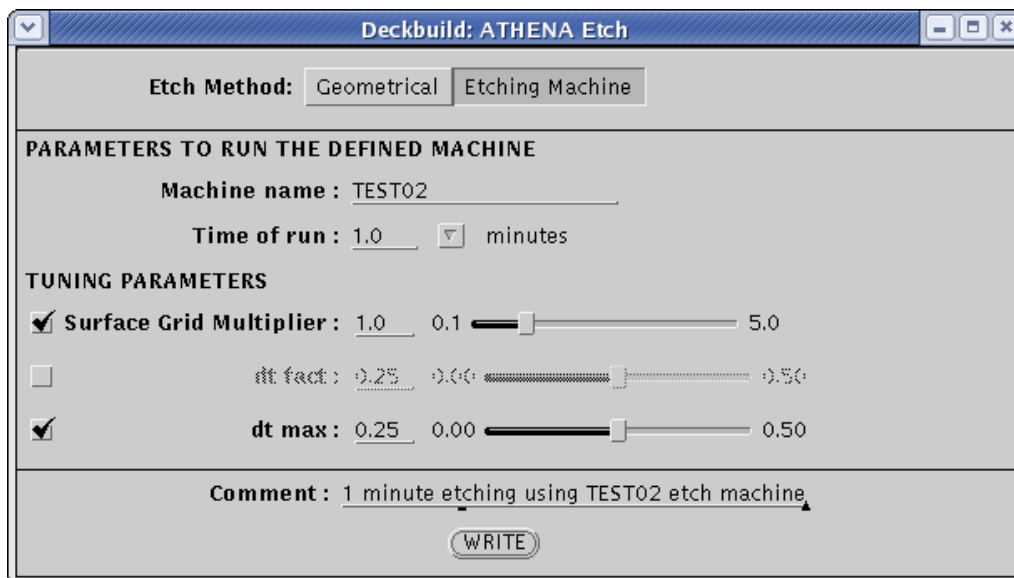 Deckbuild: ATHENA Etch
Etch Method: Geometrical Etching Machine
PARAMETERS TO RUN THE DEFINED MACHINE
Machine name : TEST02
Time of run : 1.0 minutes
TUNING PARAMETERS
Surface Grid Multiplier : 1.0 0.1 5.0
dt fact : 0.25 0.00 0.50
dt max : 0.25 0.00 0.50
Comment : 1 minute etching using TEST02 etch machine
WRITE